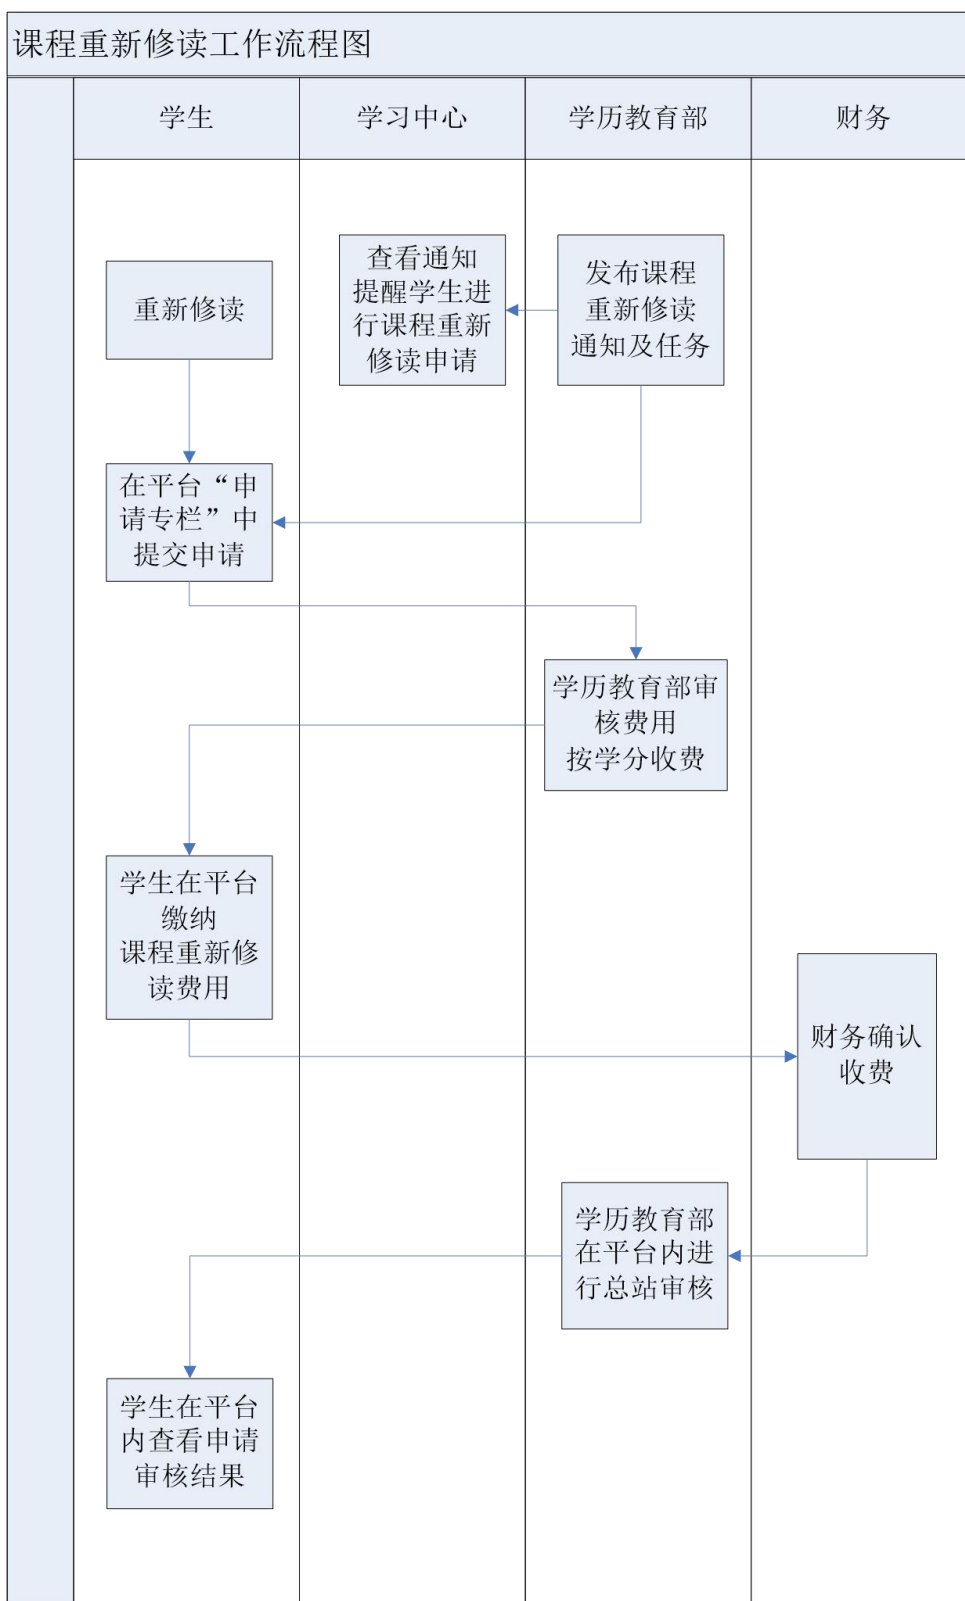 课程重新修读工作流程图
学生
学习中心
学历教育部
财务
重新修读
查看通知
提醒学生进
行课程重新
修读申请
发布课程
重新修读
通知及任务
在平台“申
请专栏”中
提交申请
学历教育部审
核费用
按学分收费
学生在平台
缴纳
课程重新修
读费用
财务确认
收费
学历教育部
在平台内进
行总站审核
学生在平台
内查看申请
审核结果